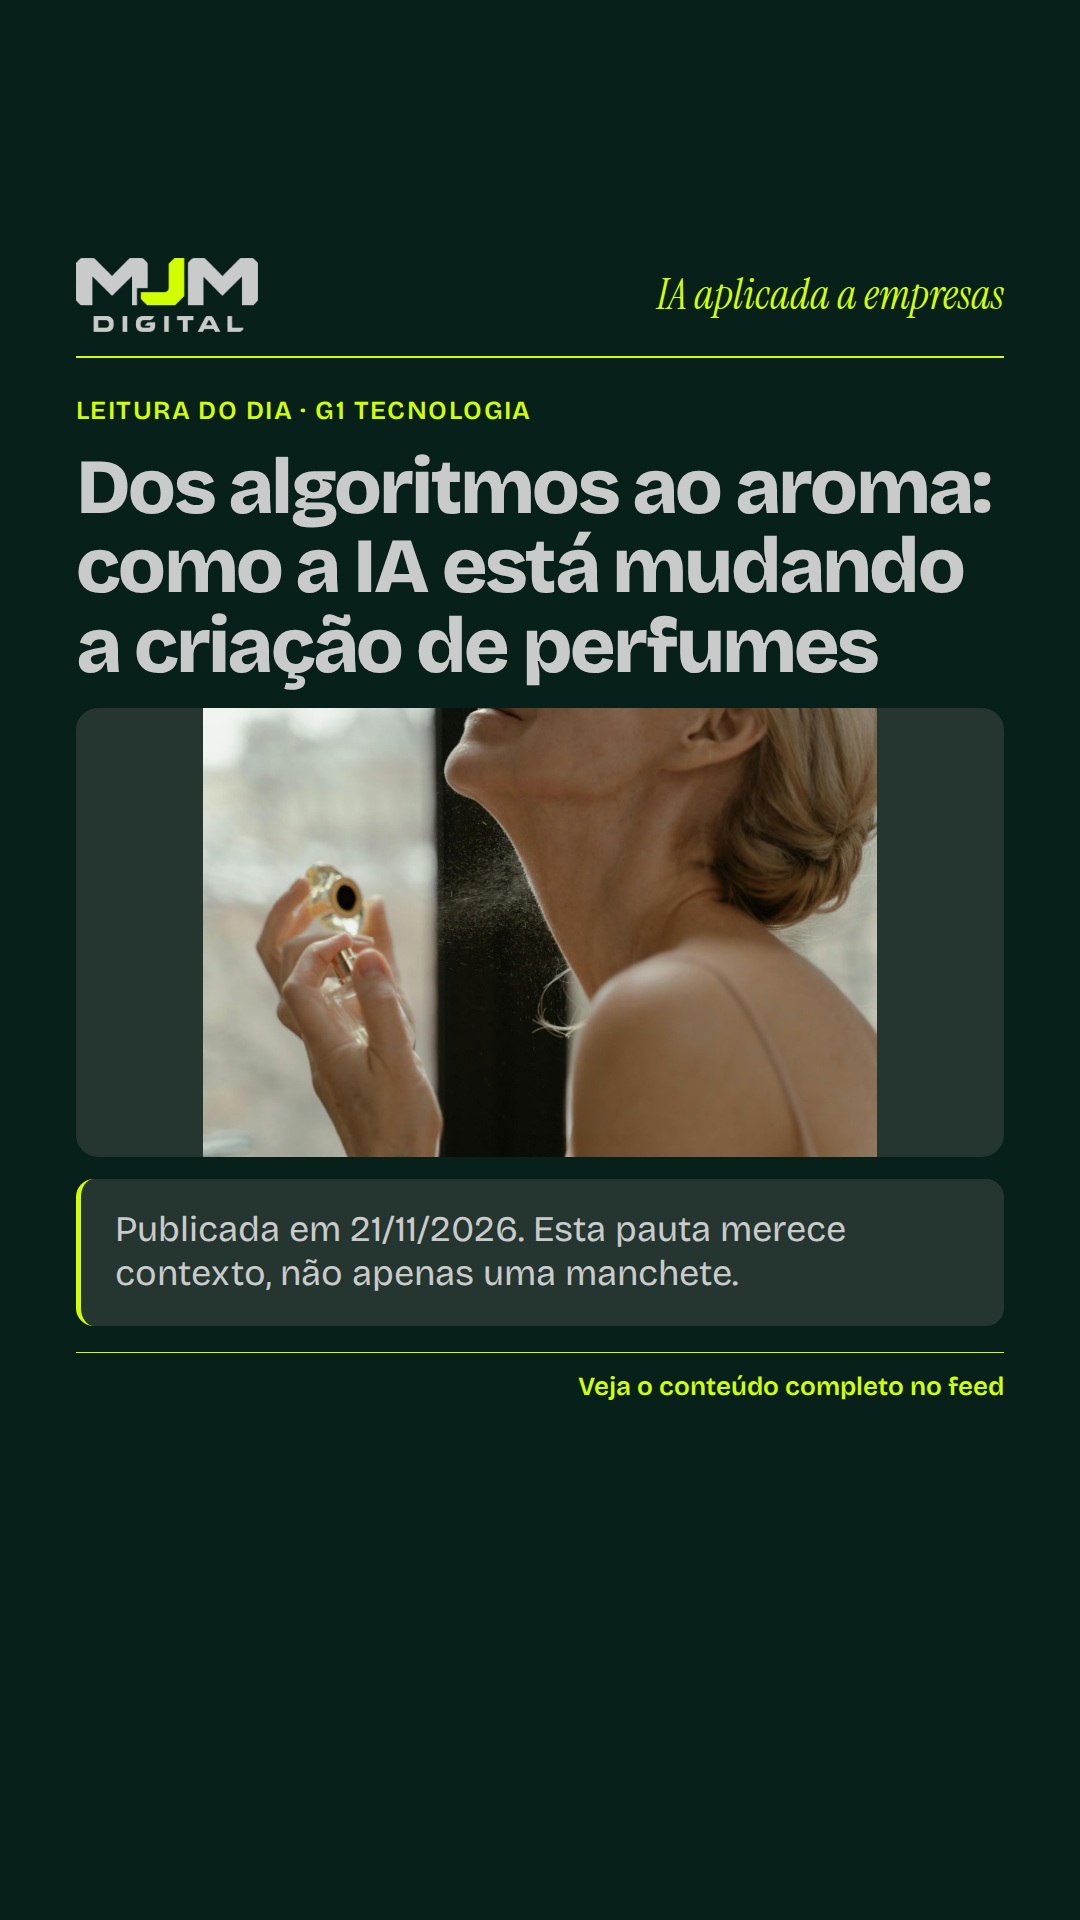 MJM
DIGITAL
IA aplicada a empresas
LEITURA DO DIA · G1 TECNOLOGIA
Dos algoritmos ao aroma:
como a IA está mudando
a criação de perfumes
Publicada em 21/11/2026. Esta pauta merece
contexto, não apenas uma manchete.
Veja o conteúdo completo no feed